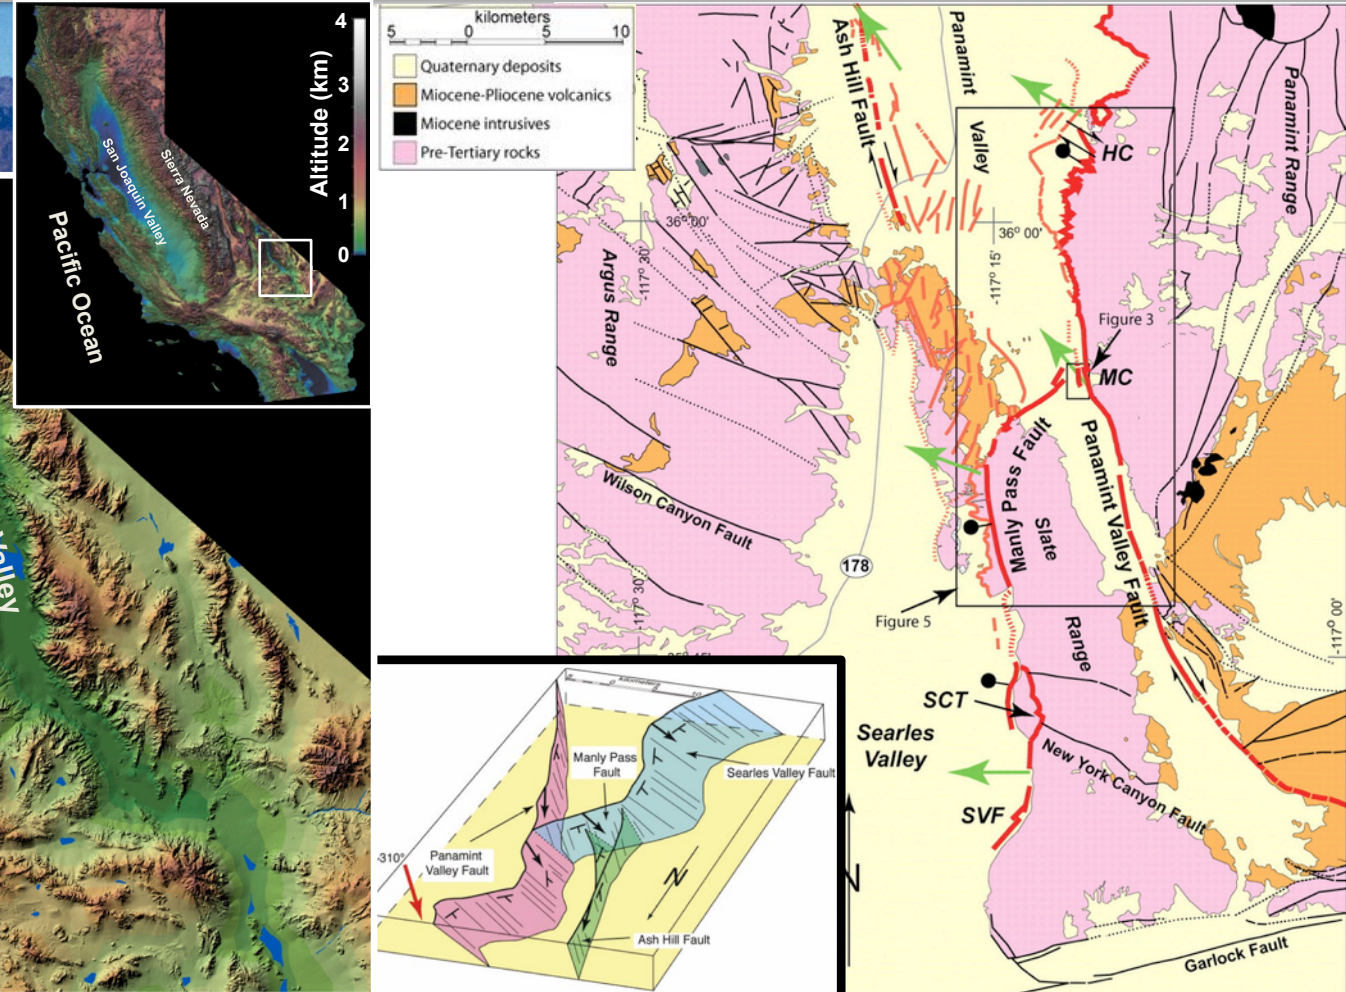 Altitude (km)
4
3
2
1
0
San Joaquin Valley
Sierra Nevada
Pacific Ocean
Valley
kilometers
5 0 5 10
Quaternary deposits
Miocene-Pliocene volcanics
Miocene intrusives
Pre-Tertiary rocks
Ash Hill Fault
Panamint
Valley
Panamint Range
HC
36° 00'
36° 00'
-117° 30'
-117° 15'
Argus Range
Figure 3
MC
Manly Pass Fault
Panamint Valley Fault
Wilson Canyon Fault
Slate
Range
178
Figure 5
-117° 30'
-117° 00'
SCT
Searles
Valley
New York Canyon Fault
SVF
N
Garlock Fault
kilometers
0
10
Manly Pass
Fault
Searles Valley Fault
Panamint
Valley Fault
310°
N
Ash Hill Fault